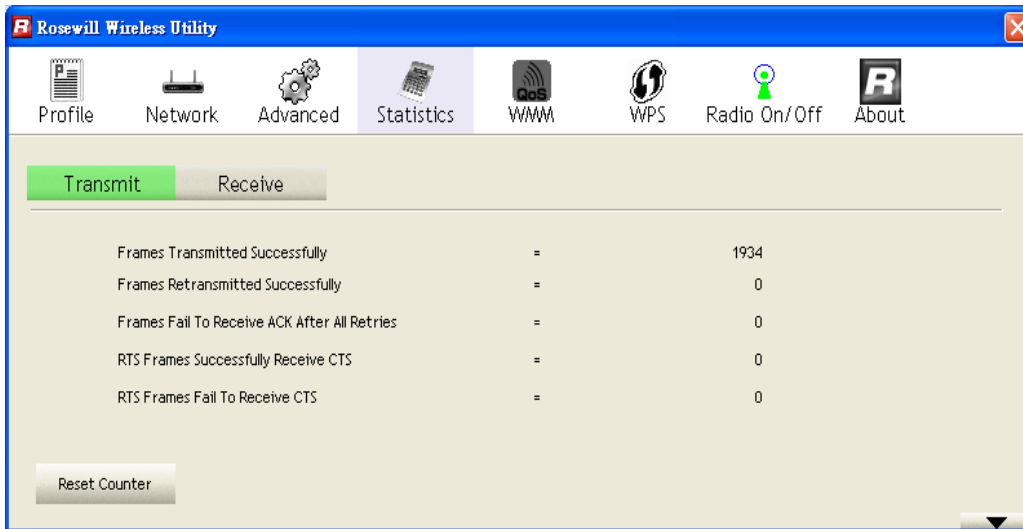 R Rosewill Wireless Utility
Profile Network Advanced Statistics WMM WPS Radio On/Off About
QoS
R
Transmit Receive
Frames Transmitted Successfully = 1934
Frames Retransmitted Successfully = 0
Frames Fail To Receive ACK After All Retries = 0
RTS Frames Successfully Receive CTS = 0
RTS Frames Fail To Receive CTS = 0
Reset Counter